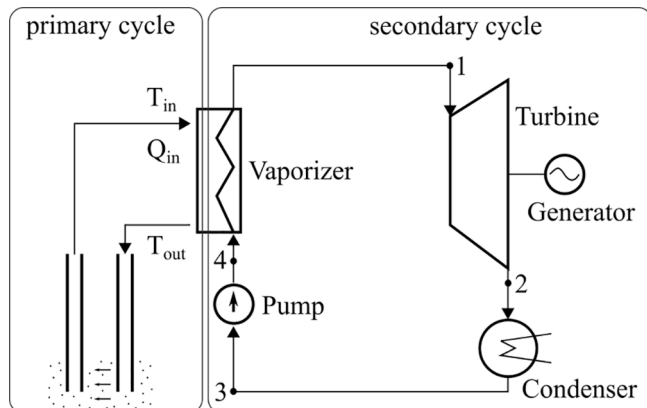 primary cycle
secondary cycle
1
T_in
Q_in
Vaporizer
Turbine
Generator
T_out
4
2
Pump
3
Condenser